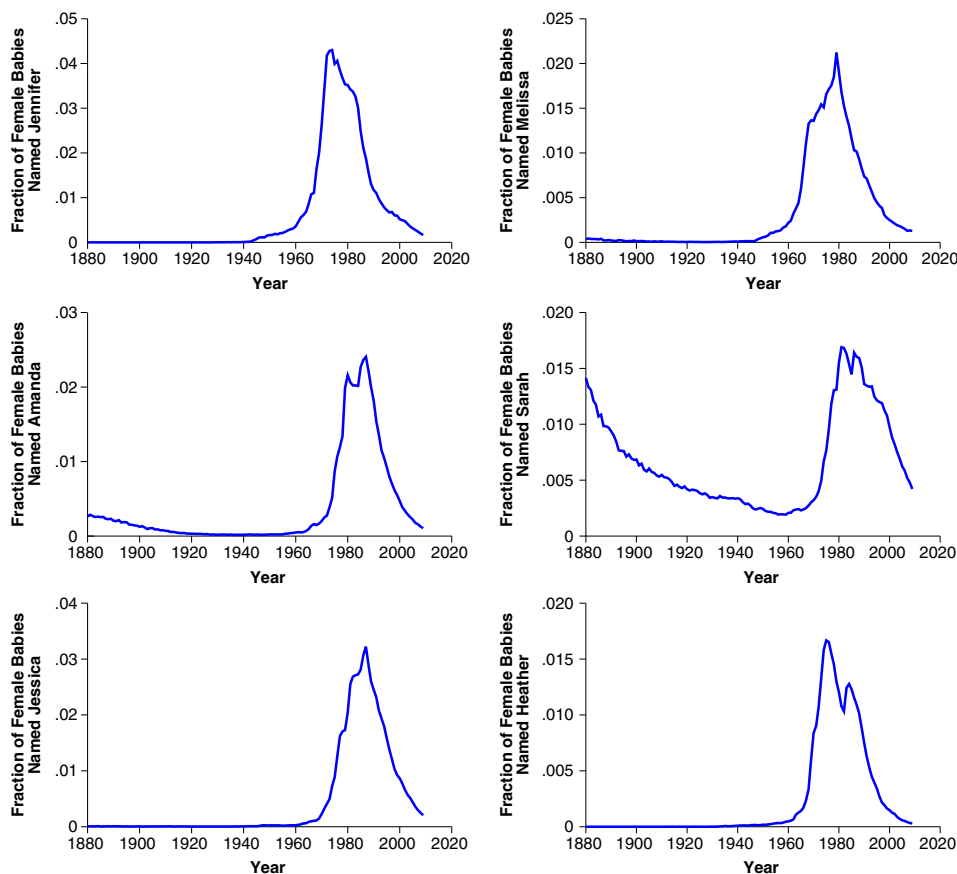 Fraction of Female Babies
Named Jennifer
.05
.04
.03
.02
.01
0
1880 1900 1920 1940 1960 1980 2000 2020
Year
Fraction of Female Babies
Named Melissa
.025
.020
.015
.010
.005
0
1880 1900 1920 1940 1960 1980 2000 2020
Year
Fraction of Female Babies
Named Amanda
.03
.02
.01
0
1880 1900 1920 1940 1960 1980 2000 2020
Year
Fraction of Female Babies
Named Sarah
.020
.015
.010
.005
0
1880 1900 1920 1940 1960 1980 2000 2020
Year
Fraction of Female Babies
Named Jessica
.04
.03
.02
.01
0
1880 1900 1920 1940 1960 1980 2000 2020
Year
Fraction of Female Babies
Named Heather
.020
.015
.010
.005
0
1880 1900 1920 1940 1960 1980 2000 2020
Year